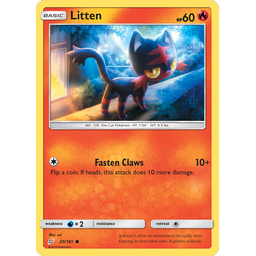 BASIC
Litten
HP60
NO. 725 Fire Cat Pokémon HT: 1'04" WT: 9.5 lbs.
Fasten Claws 10+
Flip a coin. If heads, this attack does 10 more damage.
weakness ×2 resistance retreat
20/181